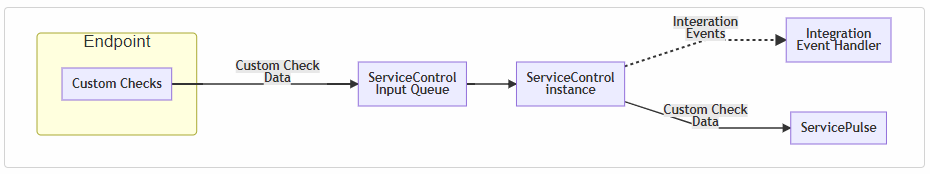 Endpoint
Custom Checks
Custom Check
Data
ServiceControl
Input Queue
ServiceControl
instance
Integration
Events
Integration
Event Handler
Custom Check
Data
ServicePulse